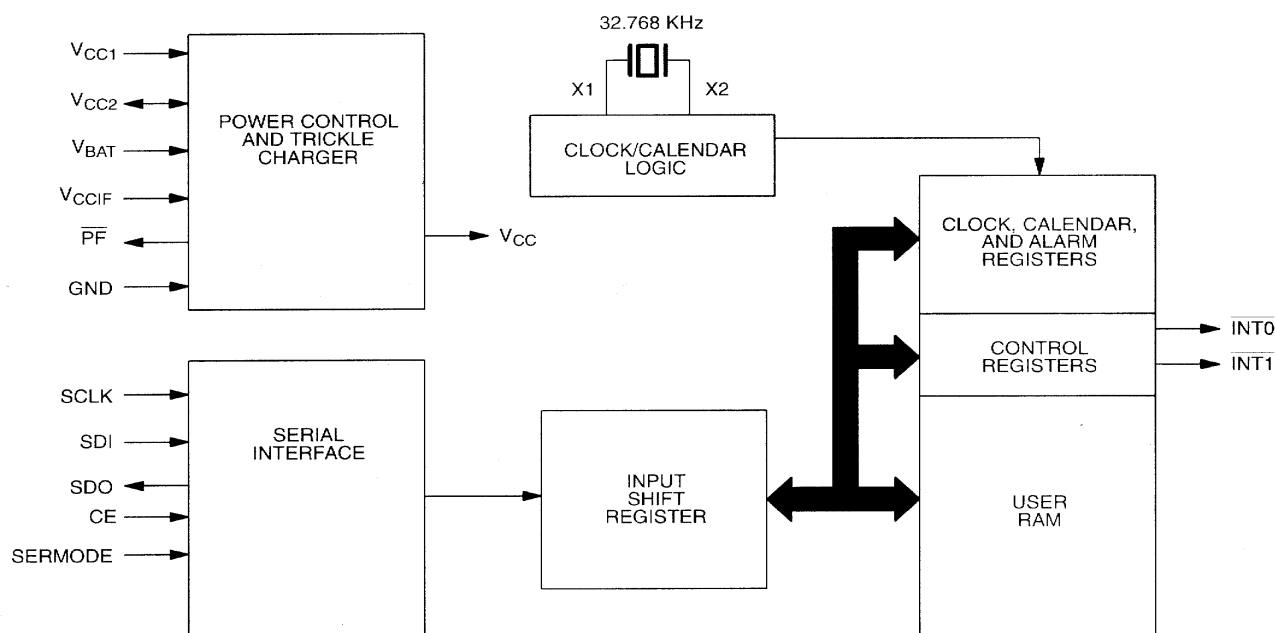 32.768 KHz
X1
X2
VCC1
VCC2
VBAT
VCCIF
PF
GND
POWER CONTROL
AND TRICKLE
CHARGER
VCC
CLOCK/CALENDAR
LOGIC
CLOCK, CALENDAR,
AND ALARM
REGISTERS
CONTROL
REGISTERS
INT0
INT1
SCLK
SDI
SDO
CE
SERMODE
SERIAL
INTERFACE
INPUT
SHIFT
REGISTER
USER
RAM